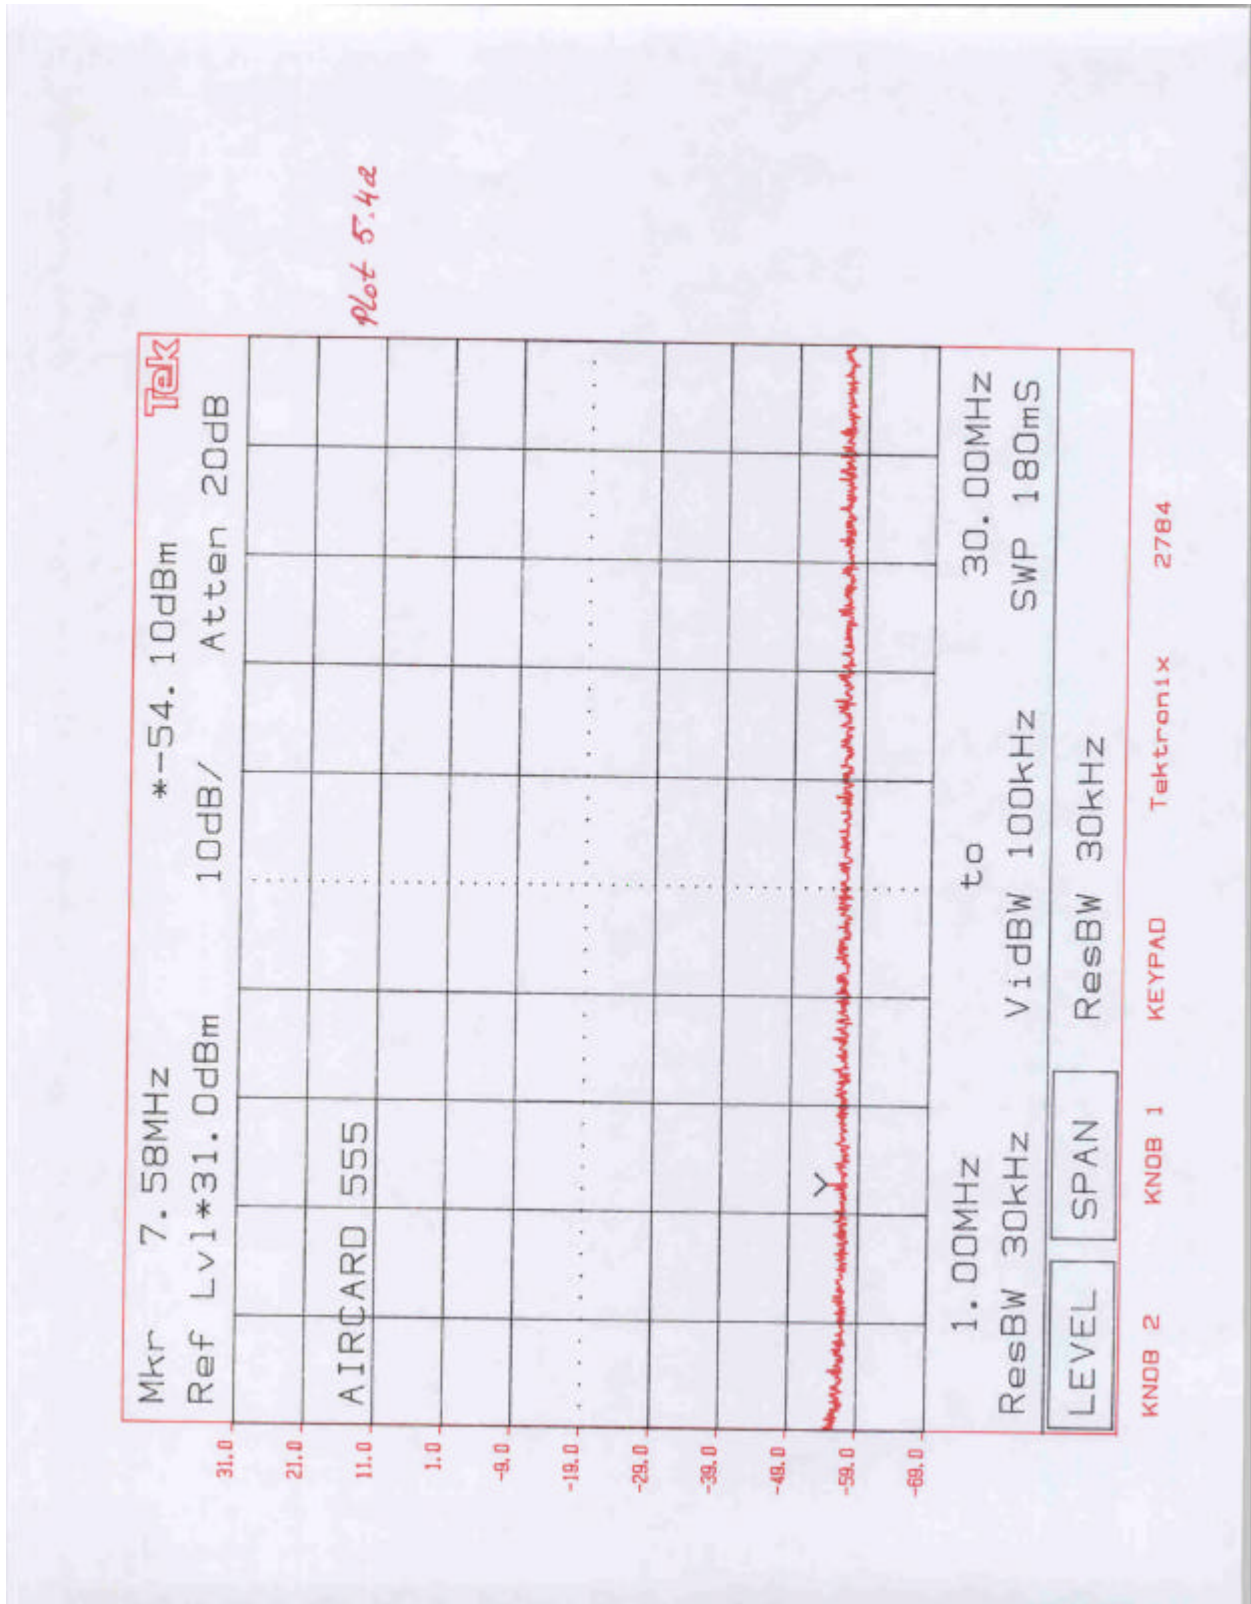 Plot 5.4a
Mkr 7.58MHz *-54.10dBm Tek
Ref Lvl*31.0dBm 10dB/ Atten 20dB
31.0
21.0
AIRCARD 555
11.0
1.0
-9.0
-19.0
-29.0
-39.0
-49.0
-59.0
-69.0
1.00MHz to 30.00MHz
ResBW 30kHz VidBW 100kHz SWP 180mS
LEVEL SPAN ResBW 30kHz
KNOB 2 KNOB 1 KEYPAD Tektronix 2784